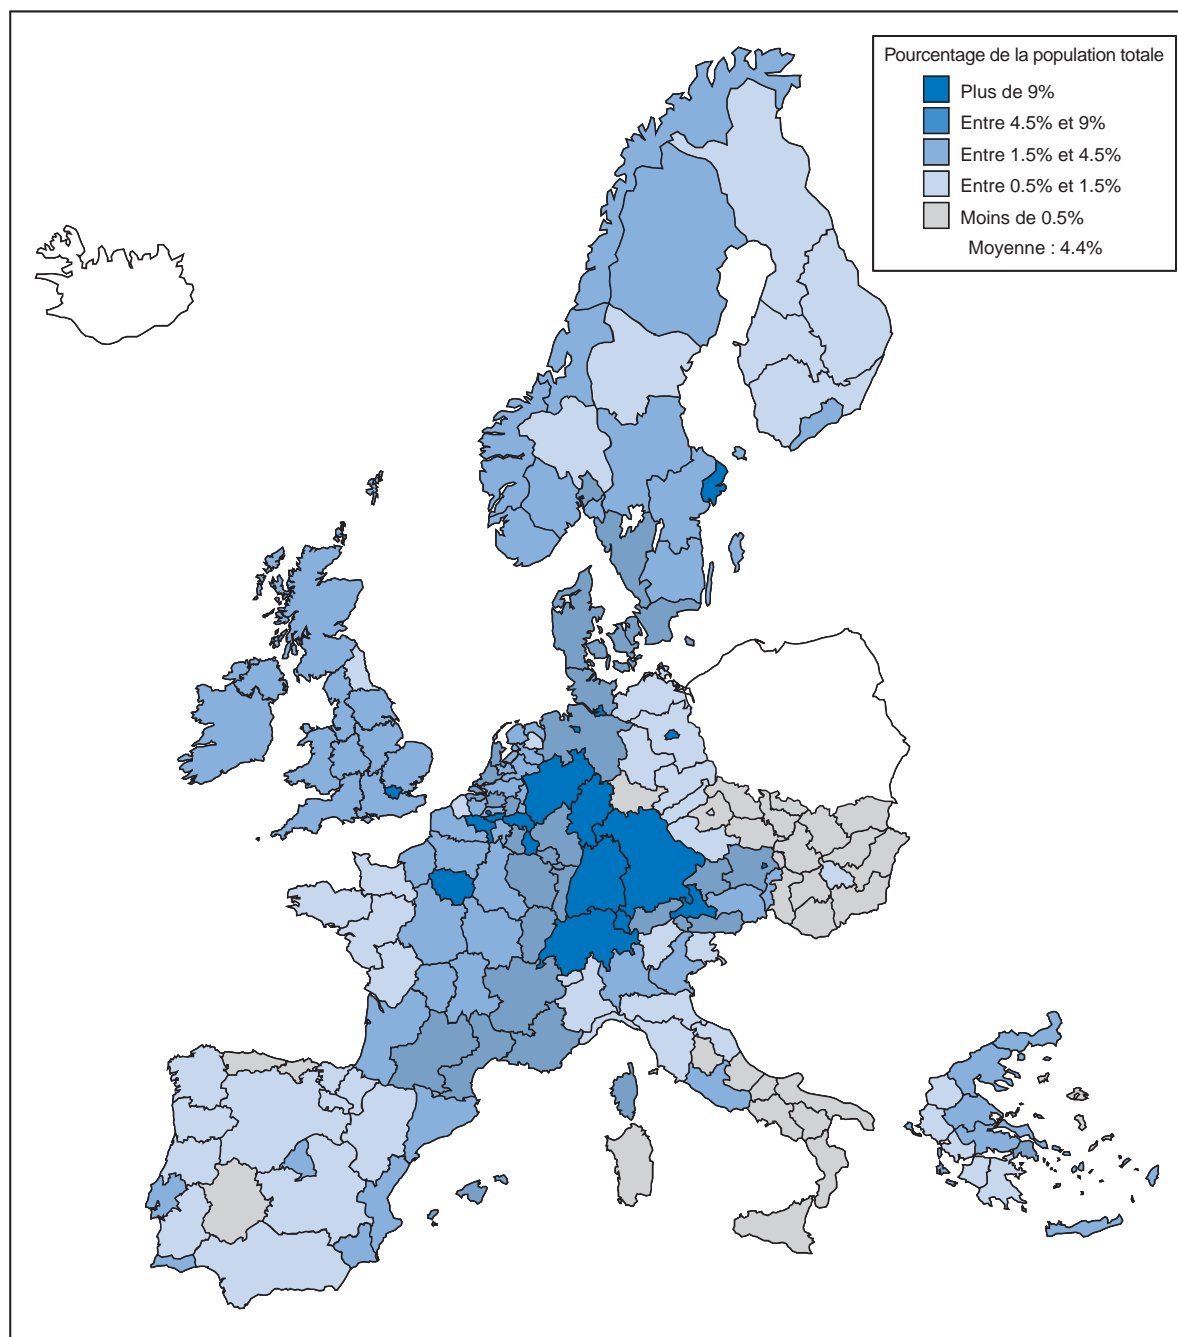 Pourcentage de la population totale
Plus de 9%
Entre 4.5% et 9%
Entre 1.5% et 4.5%
Entre 0.5% et 1.5%
Moins de 0.5%
Moyenne : 4.4%